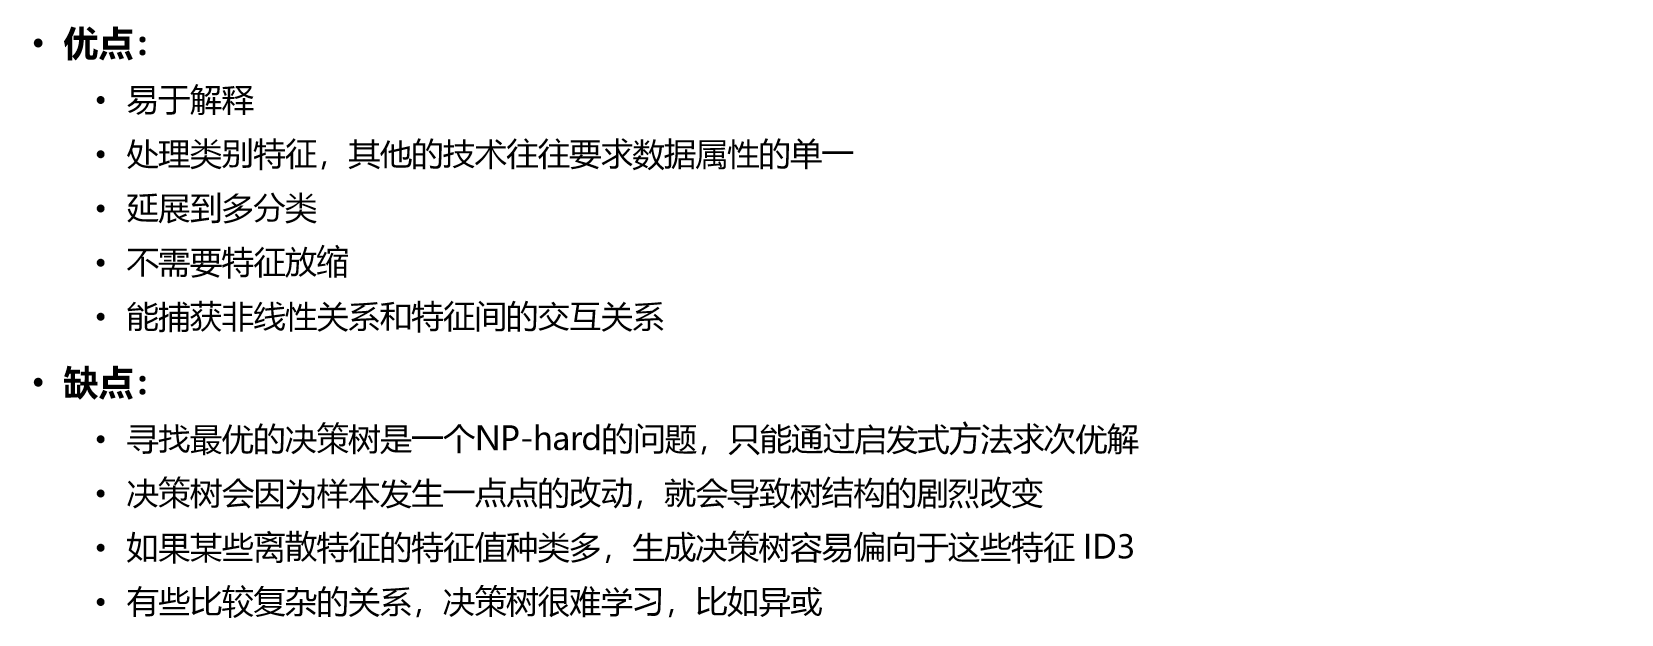 • 优点：
• 易于解释
• 处理类别特征，其他的技术往往要求数据属性的单一
• 延展到多分类
• 不需要特征放缩
• 能捕获非线性关系和特征间的交互关系
• 缺点：
• 寻找最优的决策树是一个NP-hard的问题，只能通过启发式方法求次优解
• 决策树会因为样本发生一点点的改动，就会导致树结构的剧烈改变
• 如果某些离散特征的特征值种类多，生成决策树容易偏向于这些特征 ID3
• 有些比较复杂的关系，决策树很难学习，比如异或